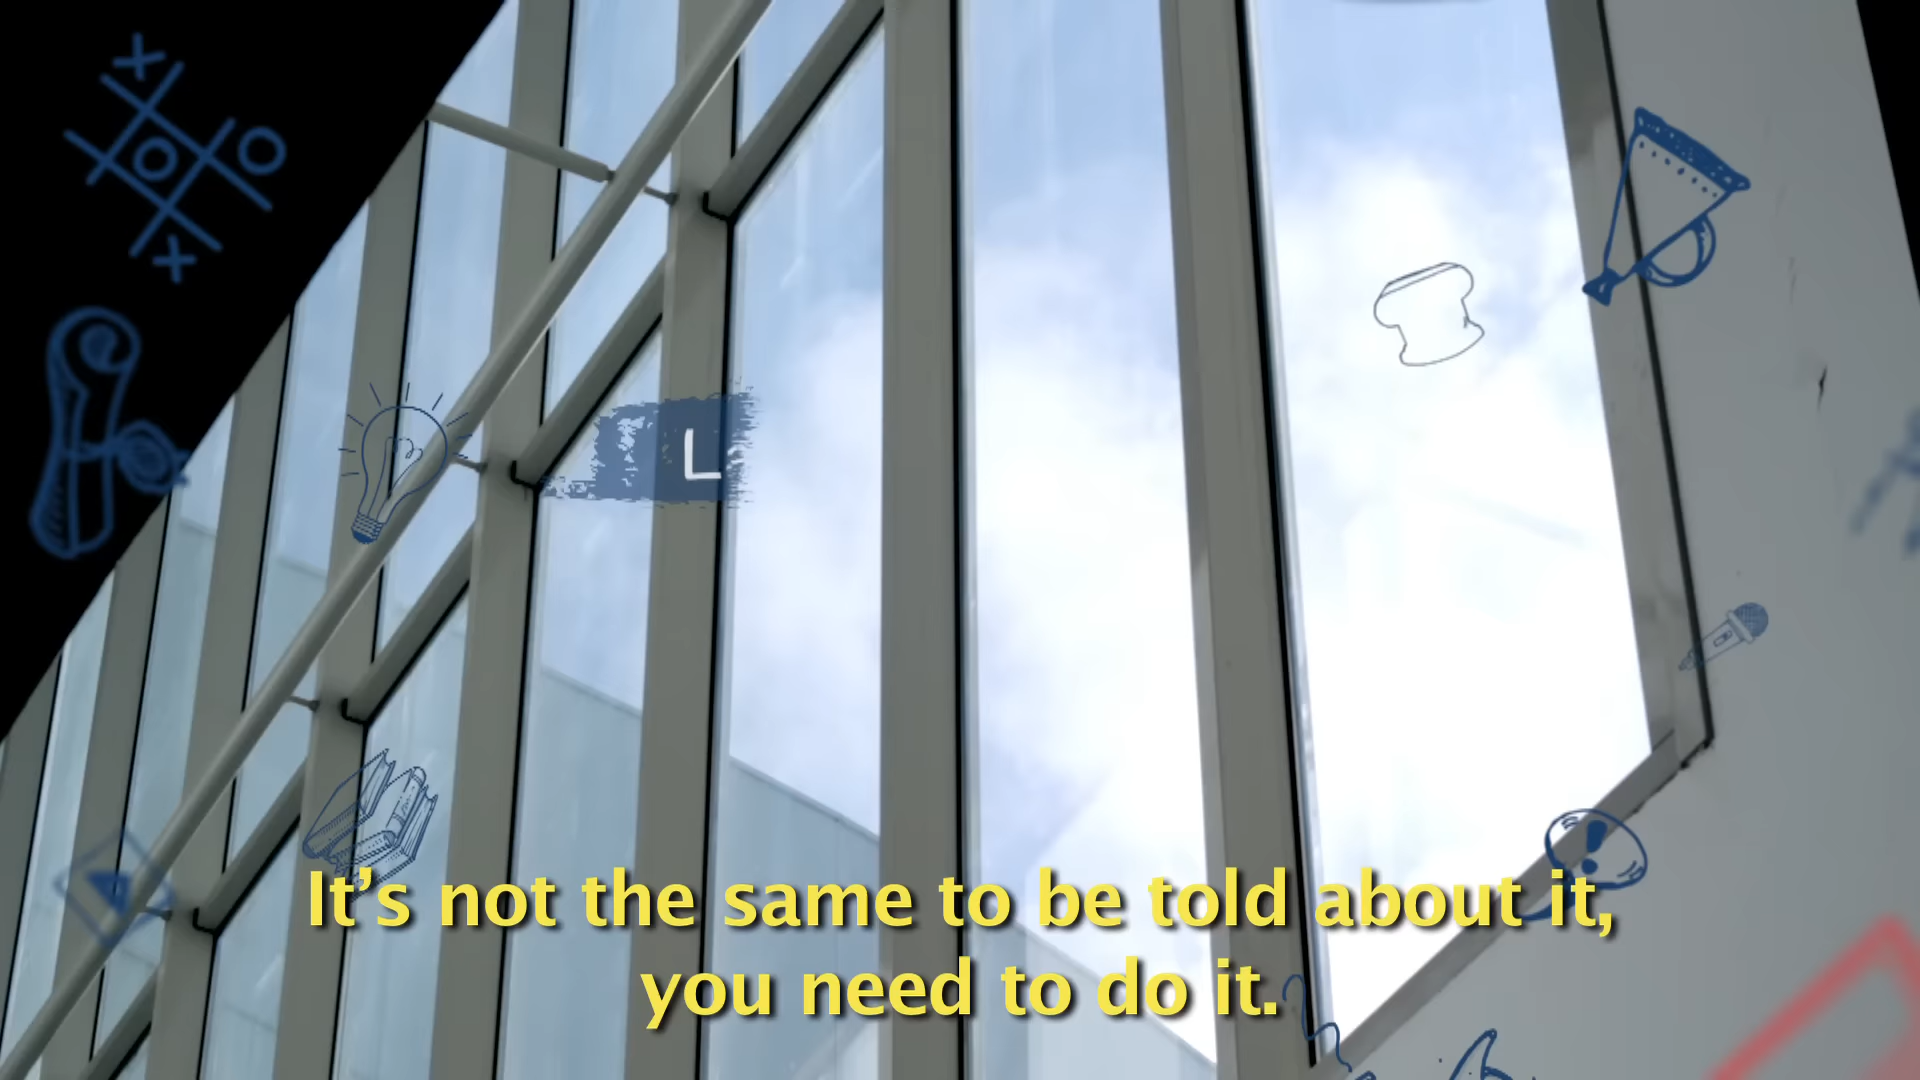 L
It’s not the same to be told about it,
you need to do it.